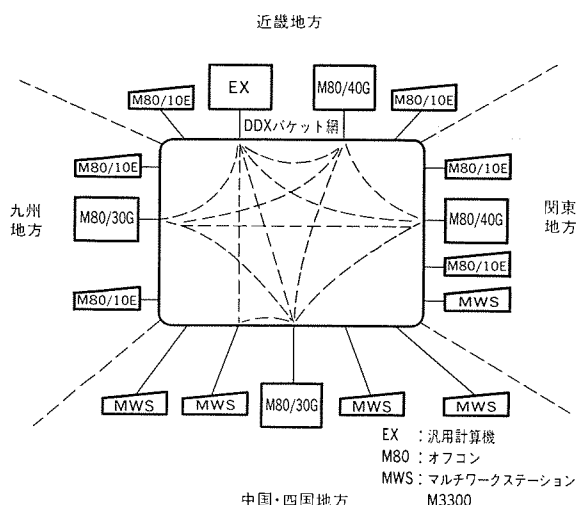 近畿地方
EX
M80/40G
M80/10E
M80/10E
DDXパケット網
M80/10E
M80/10E
九州
地方
M80/30G
M80/40G
関東
地方
M80/10E
M80/10E
MWS
MWS
MWS
M80/30G
MWS
MWS
EX :汎用計算機
M80 :オフコン
MWS :マルチワークステーション
M3300
中国・四国地方